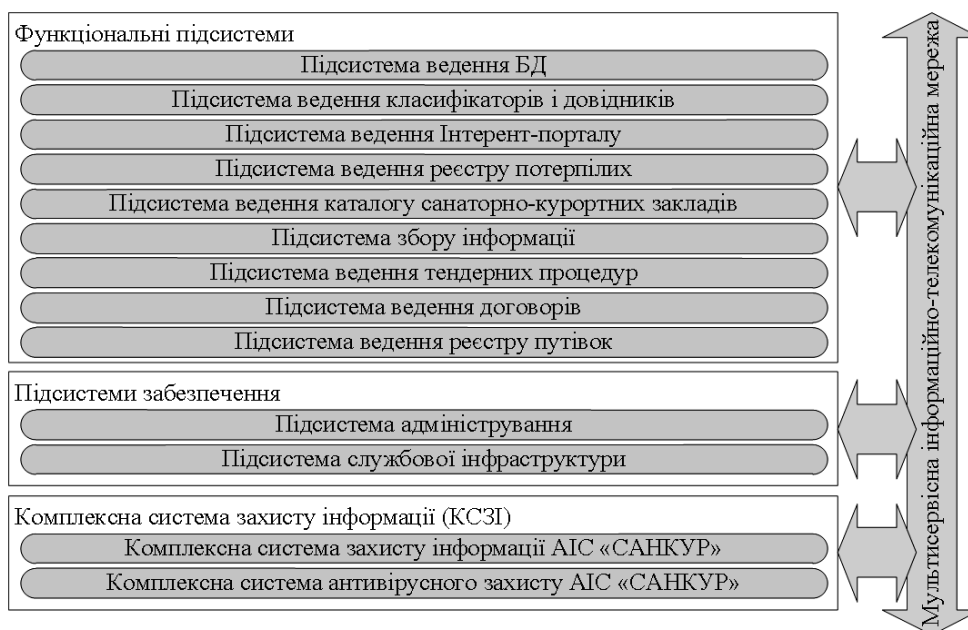 Функціональні підсистеми
Підсистема ведення БД
Підсистема ведення класифікаторів і довідників
Підсистема ведення Інтерент-порталу
Підсистема ведення реєстру потерпілих
Підсистема ведення каталогу санаторно-курортних закладів
Підсистема збору інформації
Підсистема ведення тендерних процедур
Підсистема ведення договорів
Підсистема ведення реєстру путівок
Підсистеми забезпечення
Підсистема адміністрування
Підсистема службової інфраструктури
Комплексна система захисту інформації (КСЗІ)
Комплексна система захисту інформації АІС «САНКУР»
Комплексна система антивірусного захисту АІС «САНКУР»
Мультисервісна інформаційно-телекомунікаційна мережа